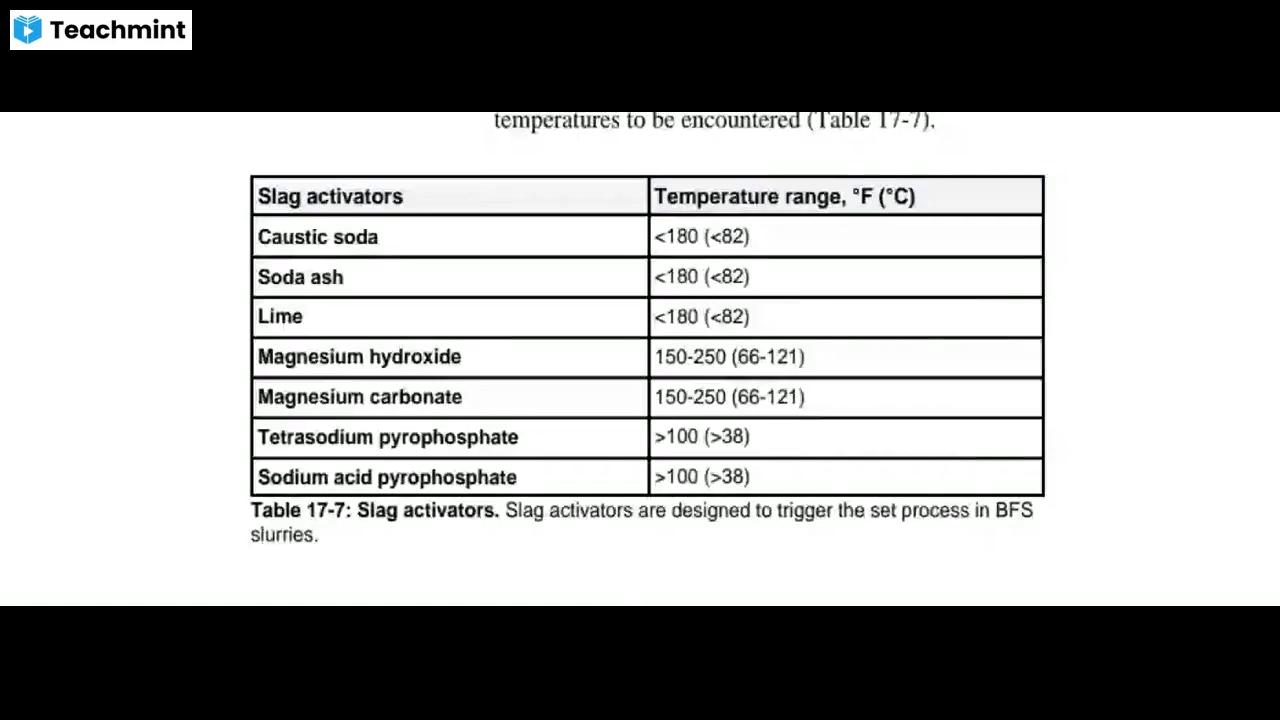 Teachmint
temperatures to be encountered (Table 17-7).
Slag activators Temperature range, °F (°C)
Caustic soda <180 (<82)
Soda ash <180 (<82)
Lime <180 (<82)
Magnesium hydroxide 150-250 (66-121)
Magnesium carbonate 150-250 (66-121)
Tetrasodium pyrophosphate >100 (>38)
Sodium acid pyrophosphate >100 (>38)
Table 17-7: Slag activators. Slag activators are designed to trigger the set process in BFS
slurries.